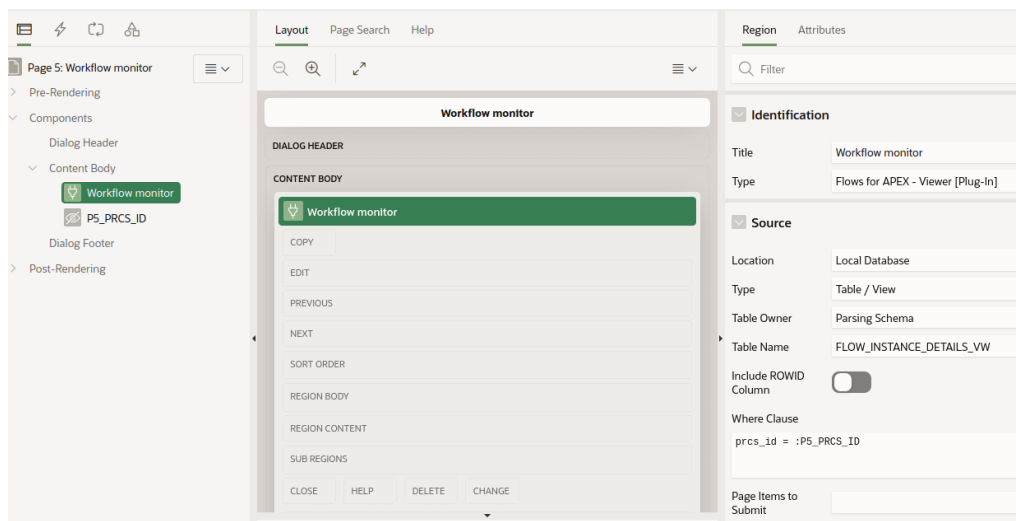 Layout
Page Search
Help
Region
Attributes
Page 5: Workflow monitor
Pre-Rendering
Components
Dialog Header
Content Body
Workflow monitor
P5_PRCS_ID
Dialog Footer
Post-Rendering
Workflow monitor
DIALOG HEADER
CONTENT BODY
Workflow monitor
COPY
EDIT
PREVIOUS
NEXT
SORT ORDER
REGION BODY
REGION CONTENT
SUB REGIONS
CLOSE
HELP
DELETE
CHANGE
Filter
Identification
Title
Workflow monitor
Type
Flows for APEX - Viewer [Plug-In]
Source
Location
Local Database
Type
Table / View
Table Owner
Parsing Schema
Table Name
FLOW_INSTANCE_DETAILS_VW
Include ROWID
Column
Where Clause
prcs_id = :P5_PRCS_ID
Page Items to
Submit